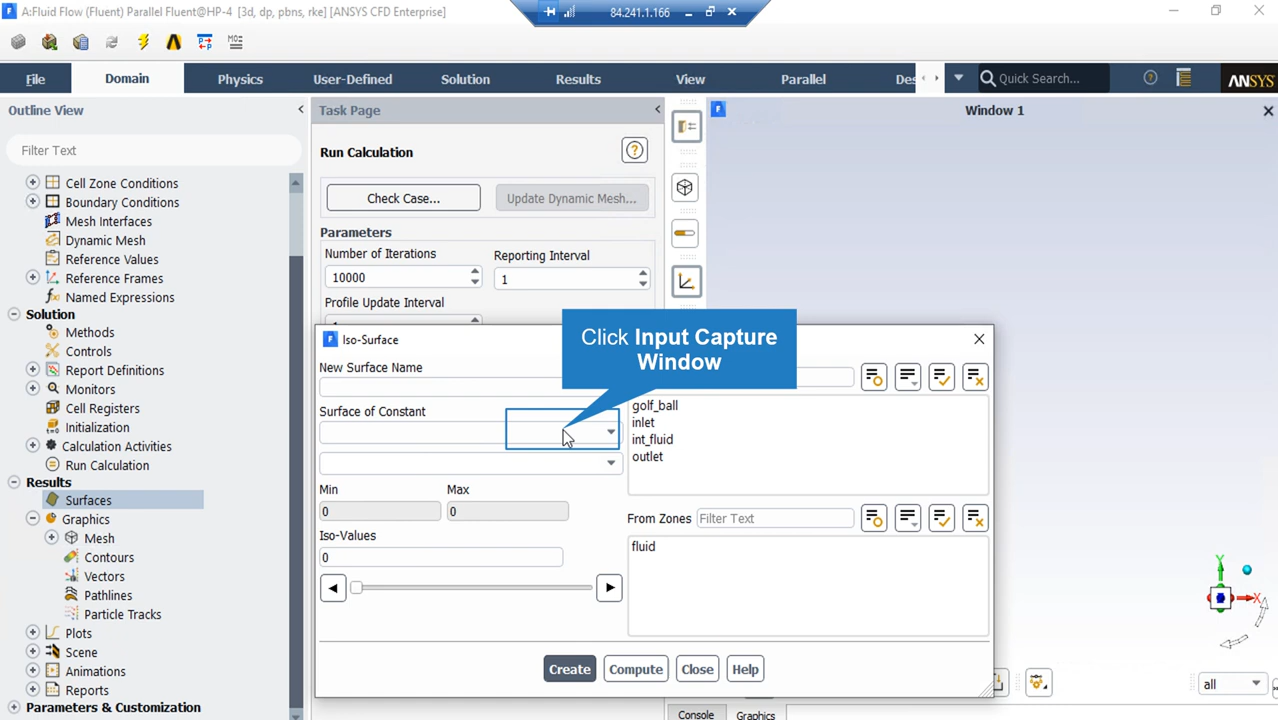 A:Fluid Flow (Fluent) Parallel Fluent@HP-4 [3d, dp, pbns, rke] [ANSYS CFD Enterprise]
84.241.1.166
File
Domain
Physics
User-Defined
Solution
Results
View
Parallel
Quick Search...
ANSYS
Outline View
Filter Text
Cell Zone Conditions
Boundary Conditions
Mesh Interfaces
Dynamic Mesh
Reference Values
Reference Frames
Named Expressions
Solution
Methods
Controls
Report Definitions
Monitors
Cell Registers
Initialization
Calculation Activities
Run Calculation
Results
Surfaces
Graphics
Mesh
Contours
Vectors
Pathlines
Particle Tracks
Plots
Scene
Animations
Reports
Parameters & Customization
Task Page
Run Calculation
Check Case...
Update Dynamic Mesh...
Parameters
Number of Iterations
Reporting Interval
10000
1
Profile Update Interval
Window 1
Click Input Capture
Window
Iso-Surface
New Surface Name
Surface of Constant
Min
Max
0
0
Iso-Values
0
golf_ball
inlet
int_fluid
outlet
From Zones
Filter Text
fluid
Create
Compute
Close
Help
Y
X
all
Console
Graphics